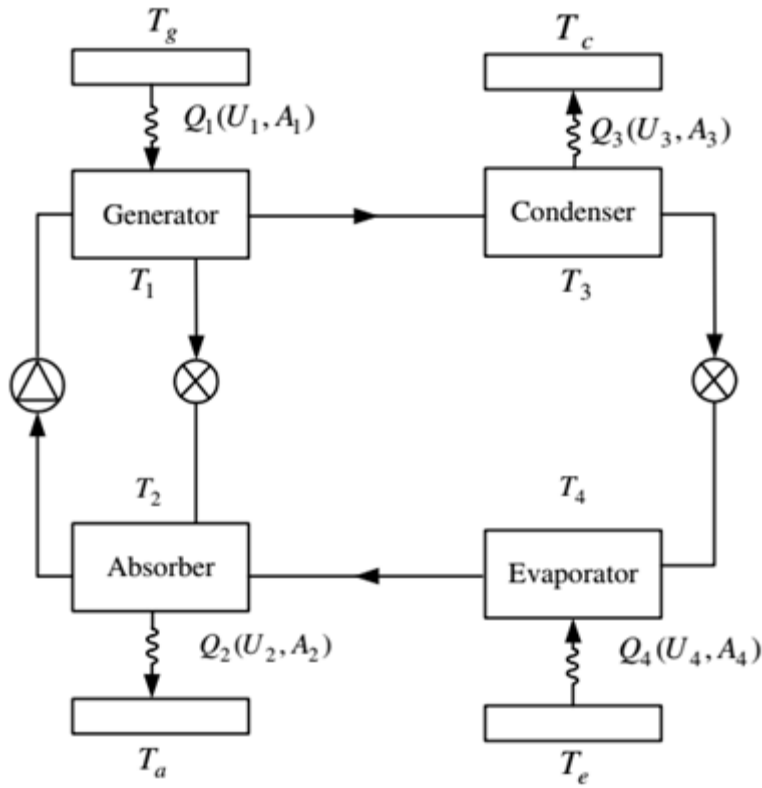 T_g
T_c
Q_1(U_1, A_1)
Q_3(U_3, A_3)
Generator
Condenser
T_1
T_3
T_2
T_4
Absorber
Evaporator
Q_2(U_2, A_2)
Q_4(U_4, A_4)
T_a
T_e